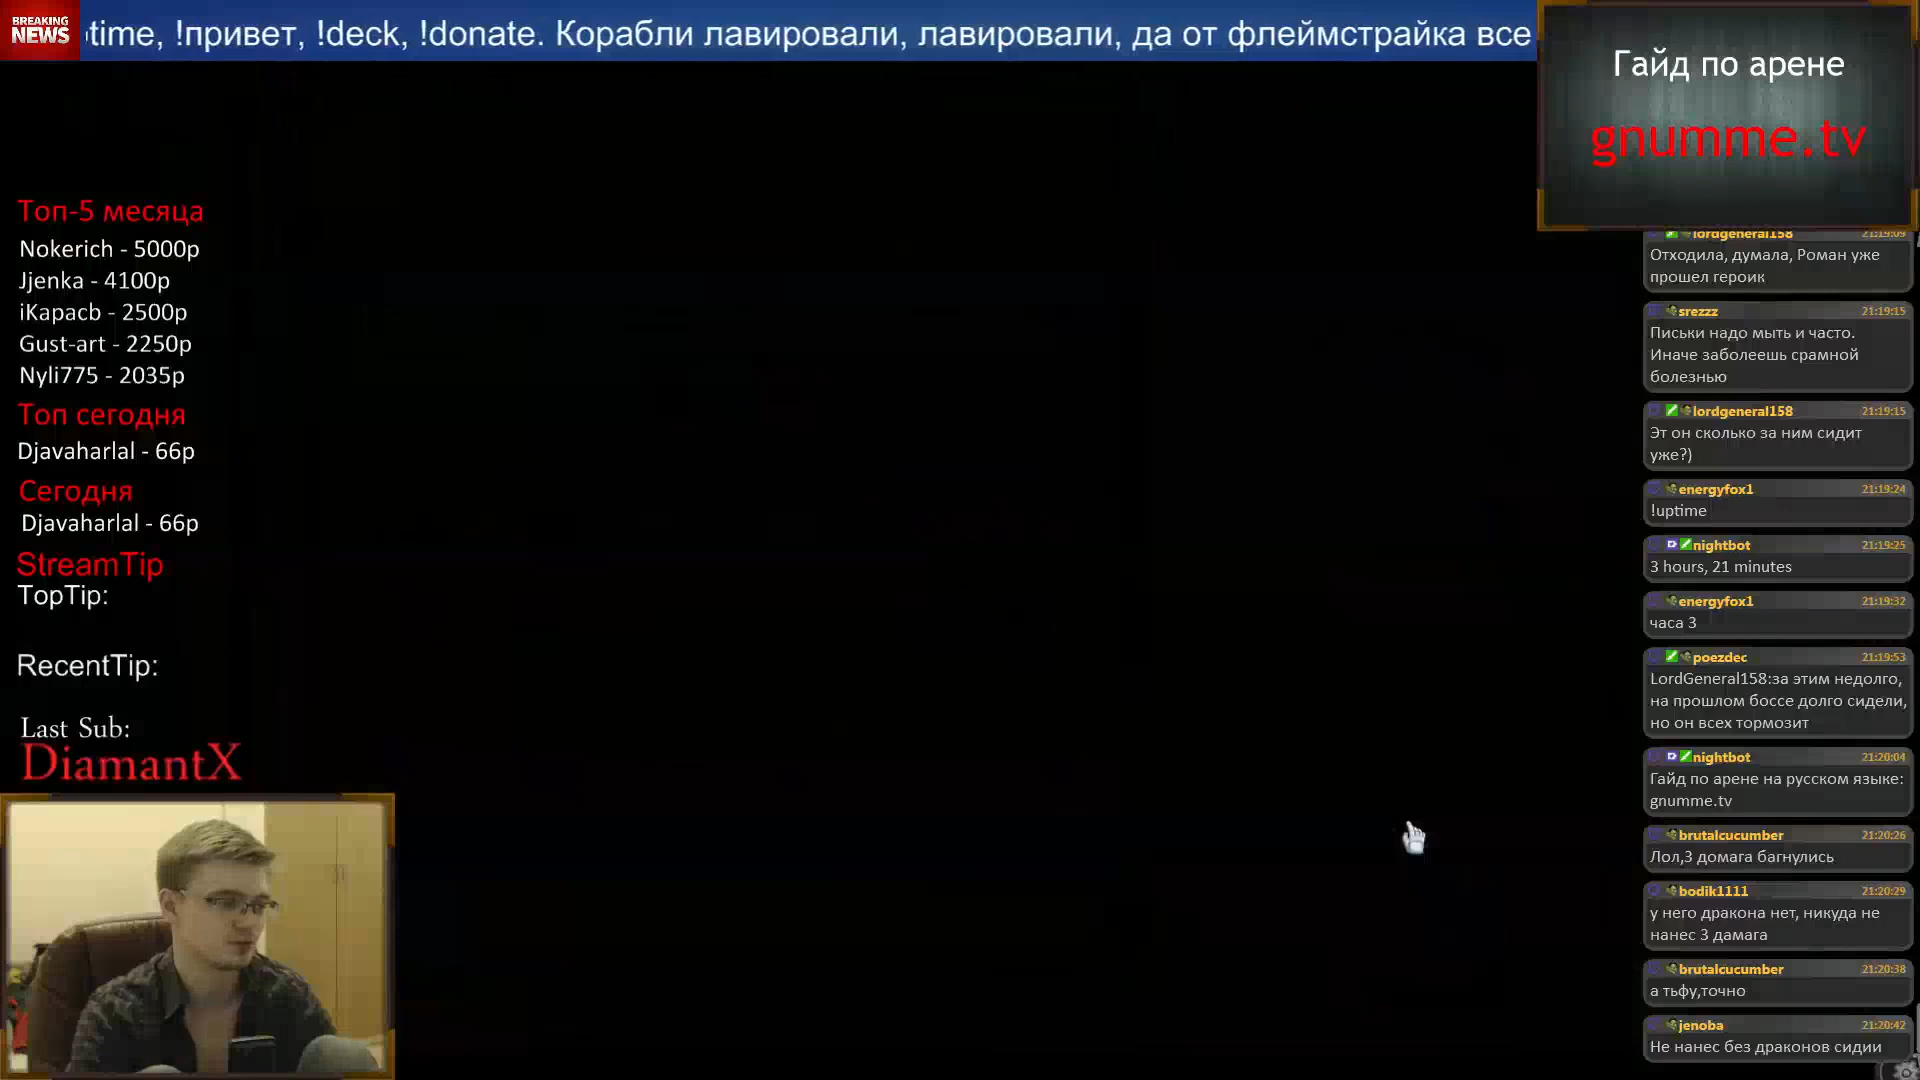 BREAKING
NEWS
time, !привет, !deck, !donate. Корабли лавировали, лавировали, да от флеймстрайка все
Гайд по арене
gnumme.tv
Топ-5 месяца
Nokerich - 5000р
Jjenka - 4100р
iKapacb - 2500р
Gust-art - 2250р
Nyli775 - 2035р
Топ сегодня
Djavaharlal - 66р
Сегодня
Djavaharlal - 66р
StreamTip
TopTip:
RecentTip:
Last Sub:
DiamantX
lordgeneral158 21:19:09
Отходила, думала, Роман уже
прошел героик
srezzz 21:19:15
Письки надо мыть и часто.
Иначе заболеешь срамной
болезнью
lordgeneral158 21:19:15
Эт он сколько за ним сидит
уже?)
energyfox1 21:19:24
!uptime
nightbot 21:19:25
3 hours, 21 minutes
energyfox1 21:19:32
часа 3
poezdec 21:19:53
LordGeneral158:за этим недолго,
на прошлом боссе долго сидели,
но он всех тормозит
nightbot 21:20:04
Гайд по арене на русском языке:
gnumme.tv
brutalcucumber 21:20:26
Лол,3 домага багнулись
bodik1111 21:20:29
у него дракона нет, никуда не
нанес 3 дамага
brutalcucumber 21:20:38
а тьфу,точно
jenoba 21:20:42
Не нанес без драконов сидии